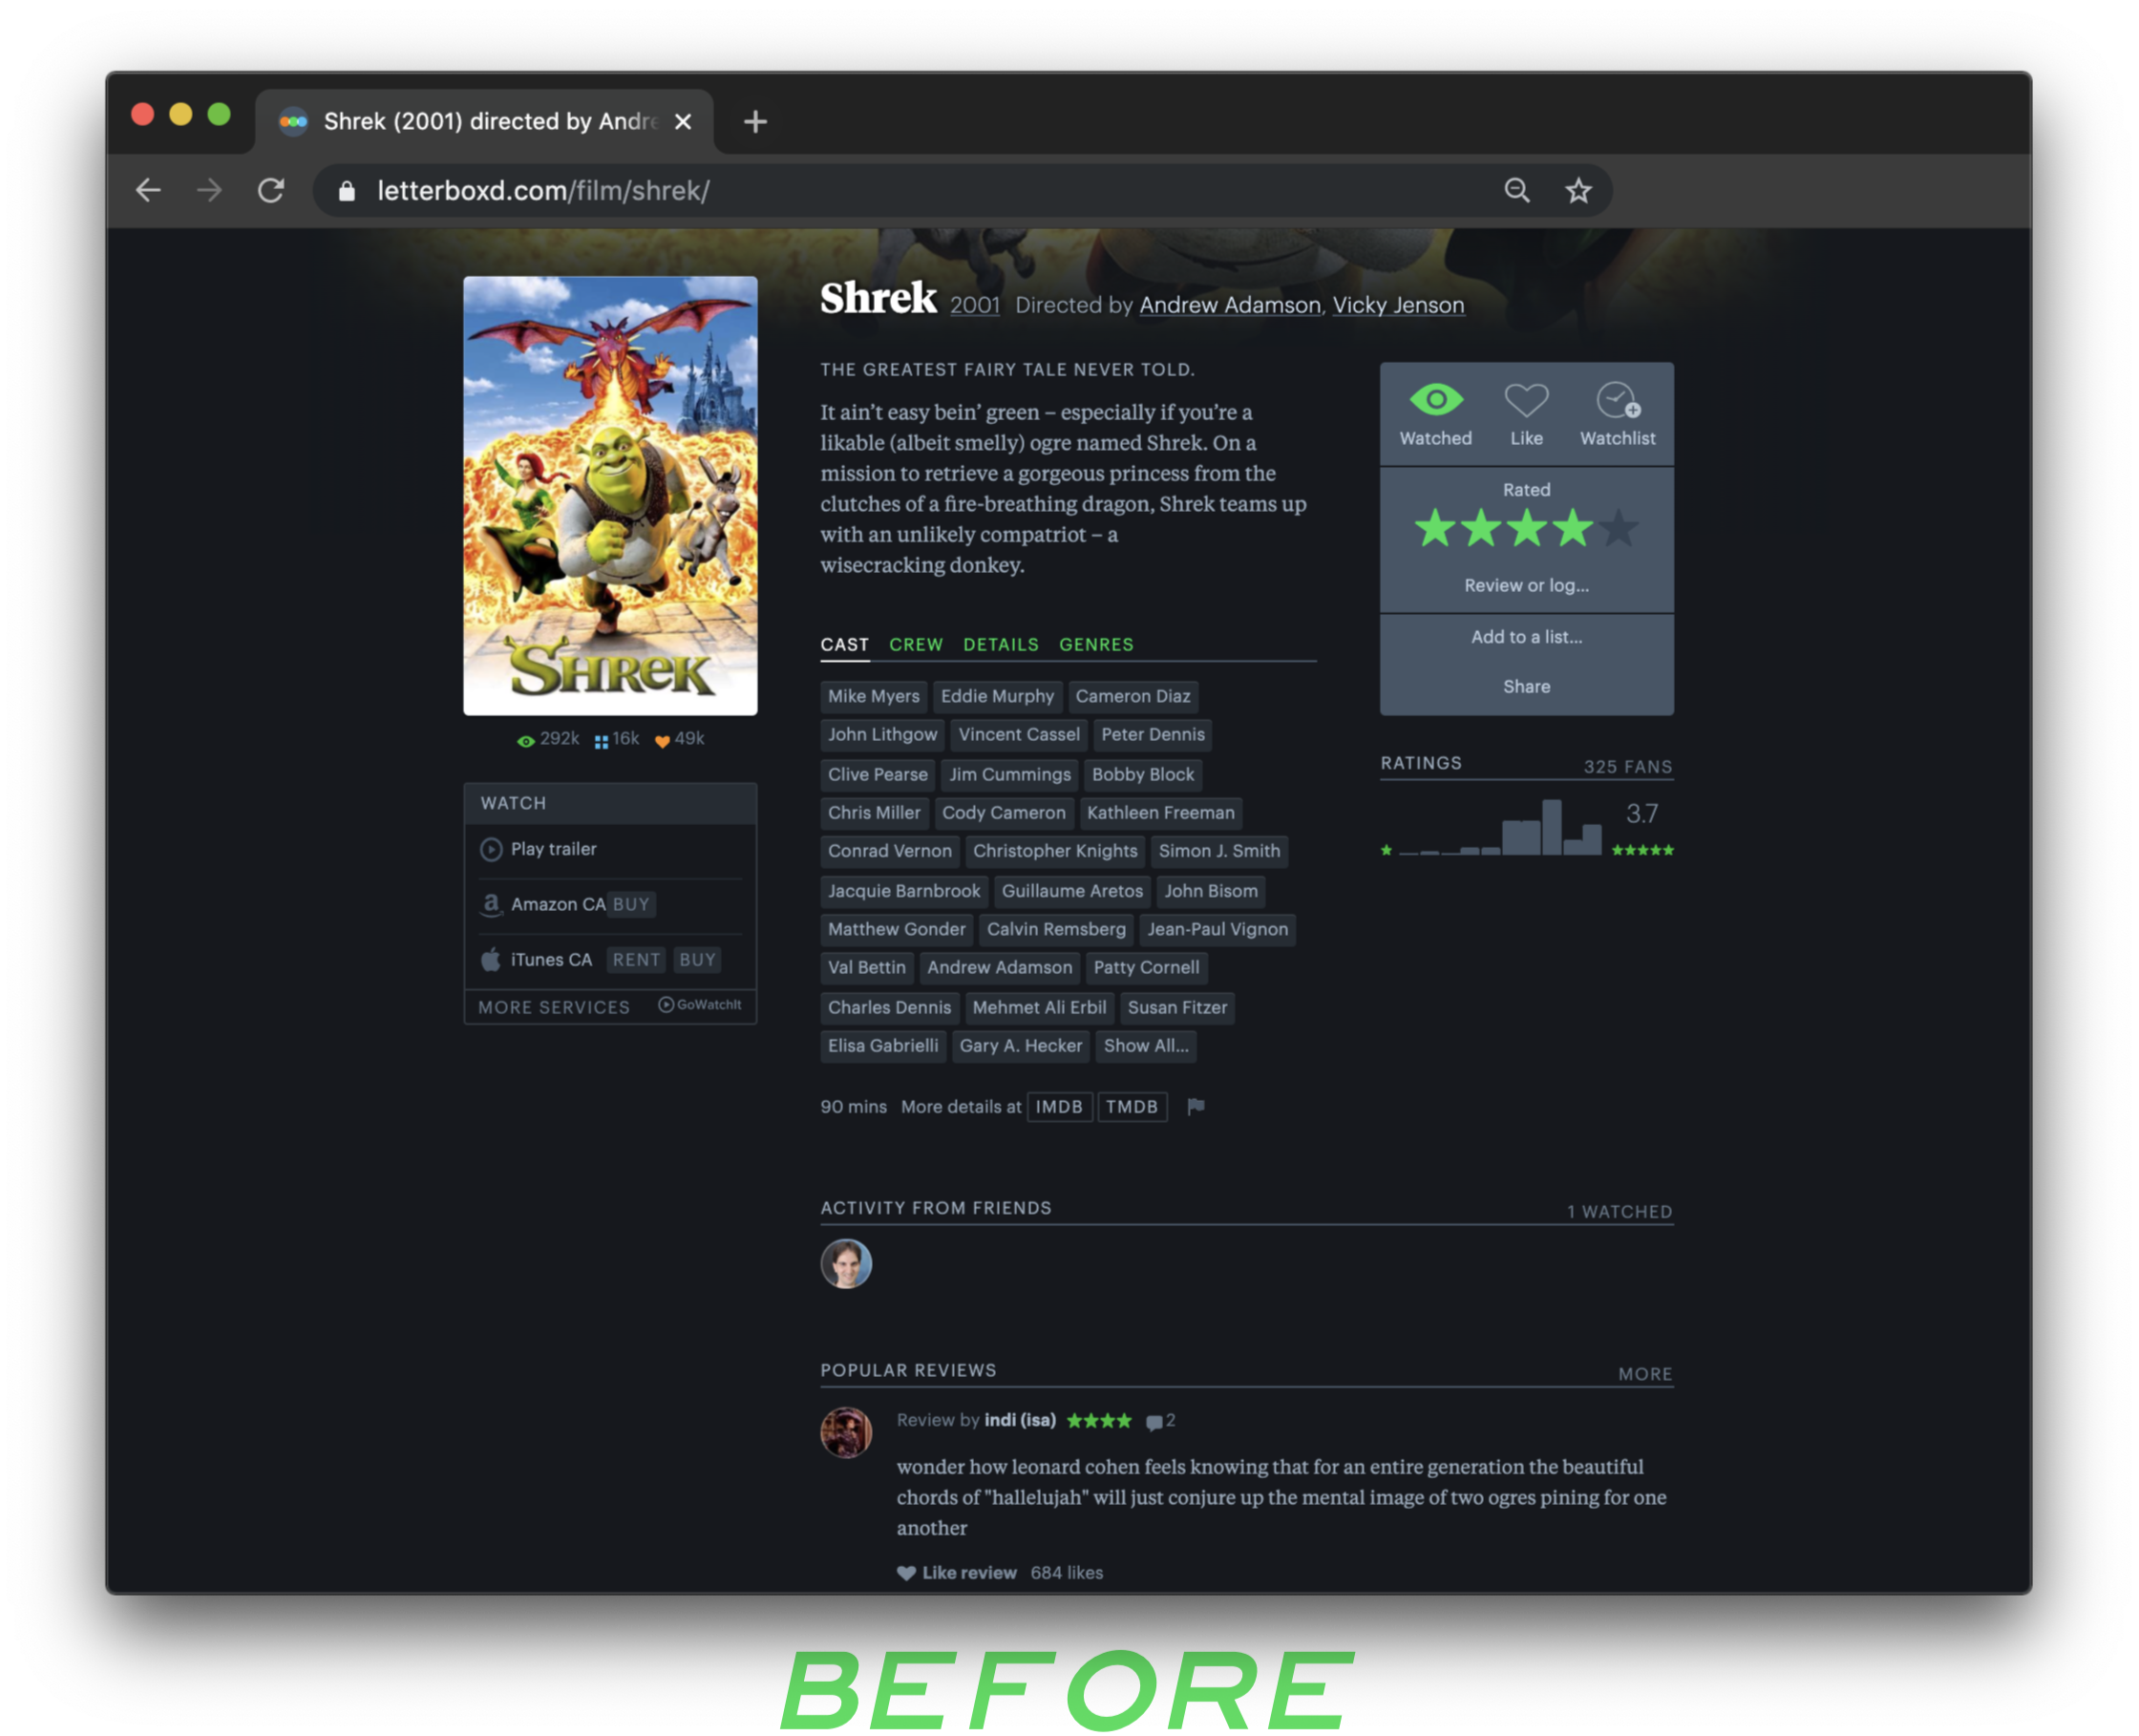 Shrek (2001) directed by Andre
letterboxd.com/film/shrek/
Shrek 2001 Directed by Andrew Adamson, Vicky Jenson
SHREK
292k 16k 49k
WATCH
Play trailer
a Amazon CA BUY
iTunes CA RENT BUY
MORE SERVICES GoWatchIt
THE GREATEST FAIRY TALE NEVER TOLD.
It ain’t easy bein’ green – especially if you’re a
likable (albeit smelly) ogre named Shrek. On a
mission to retrieve a gorgeous princess from the
clutches of a fire-breathing dragon, Shrek teams up
with an unlikely compatriot – a
wisecracking donkey.
CAST CREW DETAILS GENRES
Mike Myers Eddie Murphy Cameron Diaz
John Lithgow Vincent Cassel Peter Dennis
Clive Pearse Jim Cummings Bobby Block
Chris Miller Cody Cameron Kathleen Freeman
Conrad Vernon Christopher Knights Simon J. Smith
Jacquie Barnbrook Guillaume Aretos John Bisom
Matthew Gonder Calvin Remsberg Jean-Paul Vignon
Val Bettin Andrew Adamson Patty Cornell
Charles Dennis Mehmet Ali Erbil Susan Fitzer
Elisa Gabrielli Gary A. Hecker Show All...
90 mins More details at IMDB TMDB
Watched Like Watchlist
Rated
Review or log...
Add to a list...
Share
RATINGS 325 FANS
3.7
ACTIVITY FROM FRIENDS 1 WATCHED
POPULAR REVIEWS MORE
Review by indi (isa) ★★★★ 2
wonder how leonard cohen feels knowing that for an entire generation the beautiful
chords of "hallelujah" will just conjure up the mental image of two ogres pining for one
another
Like review 684 likes
BEFORE